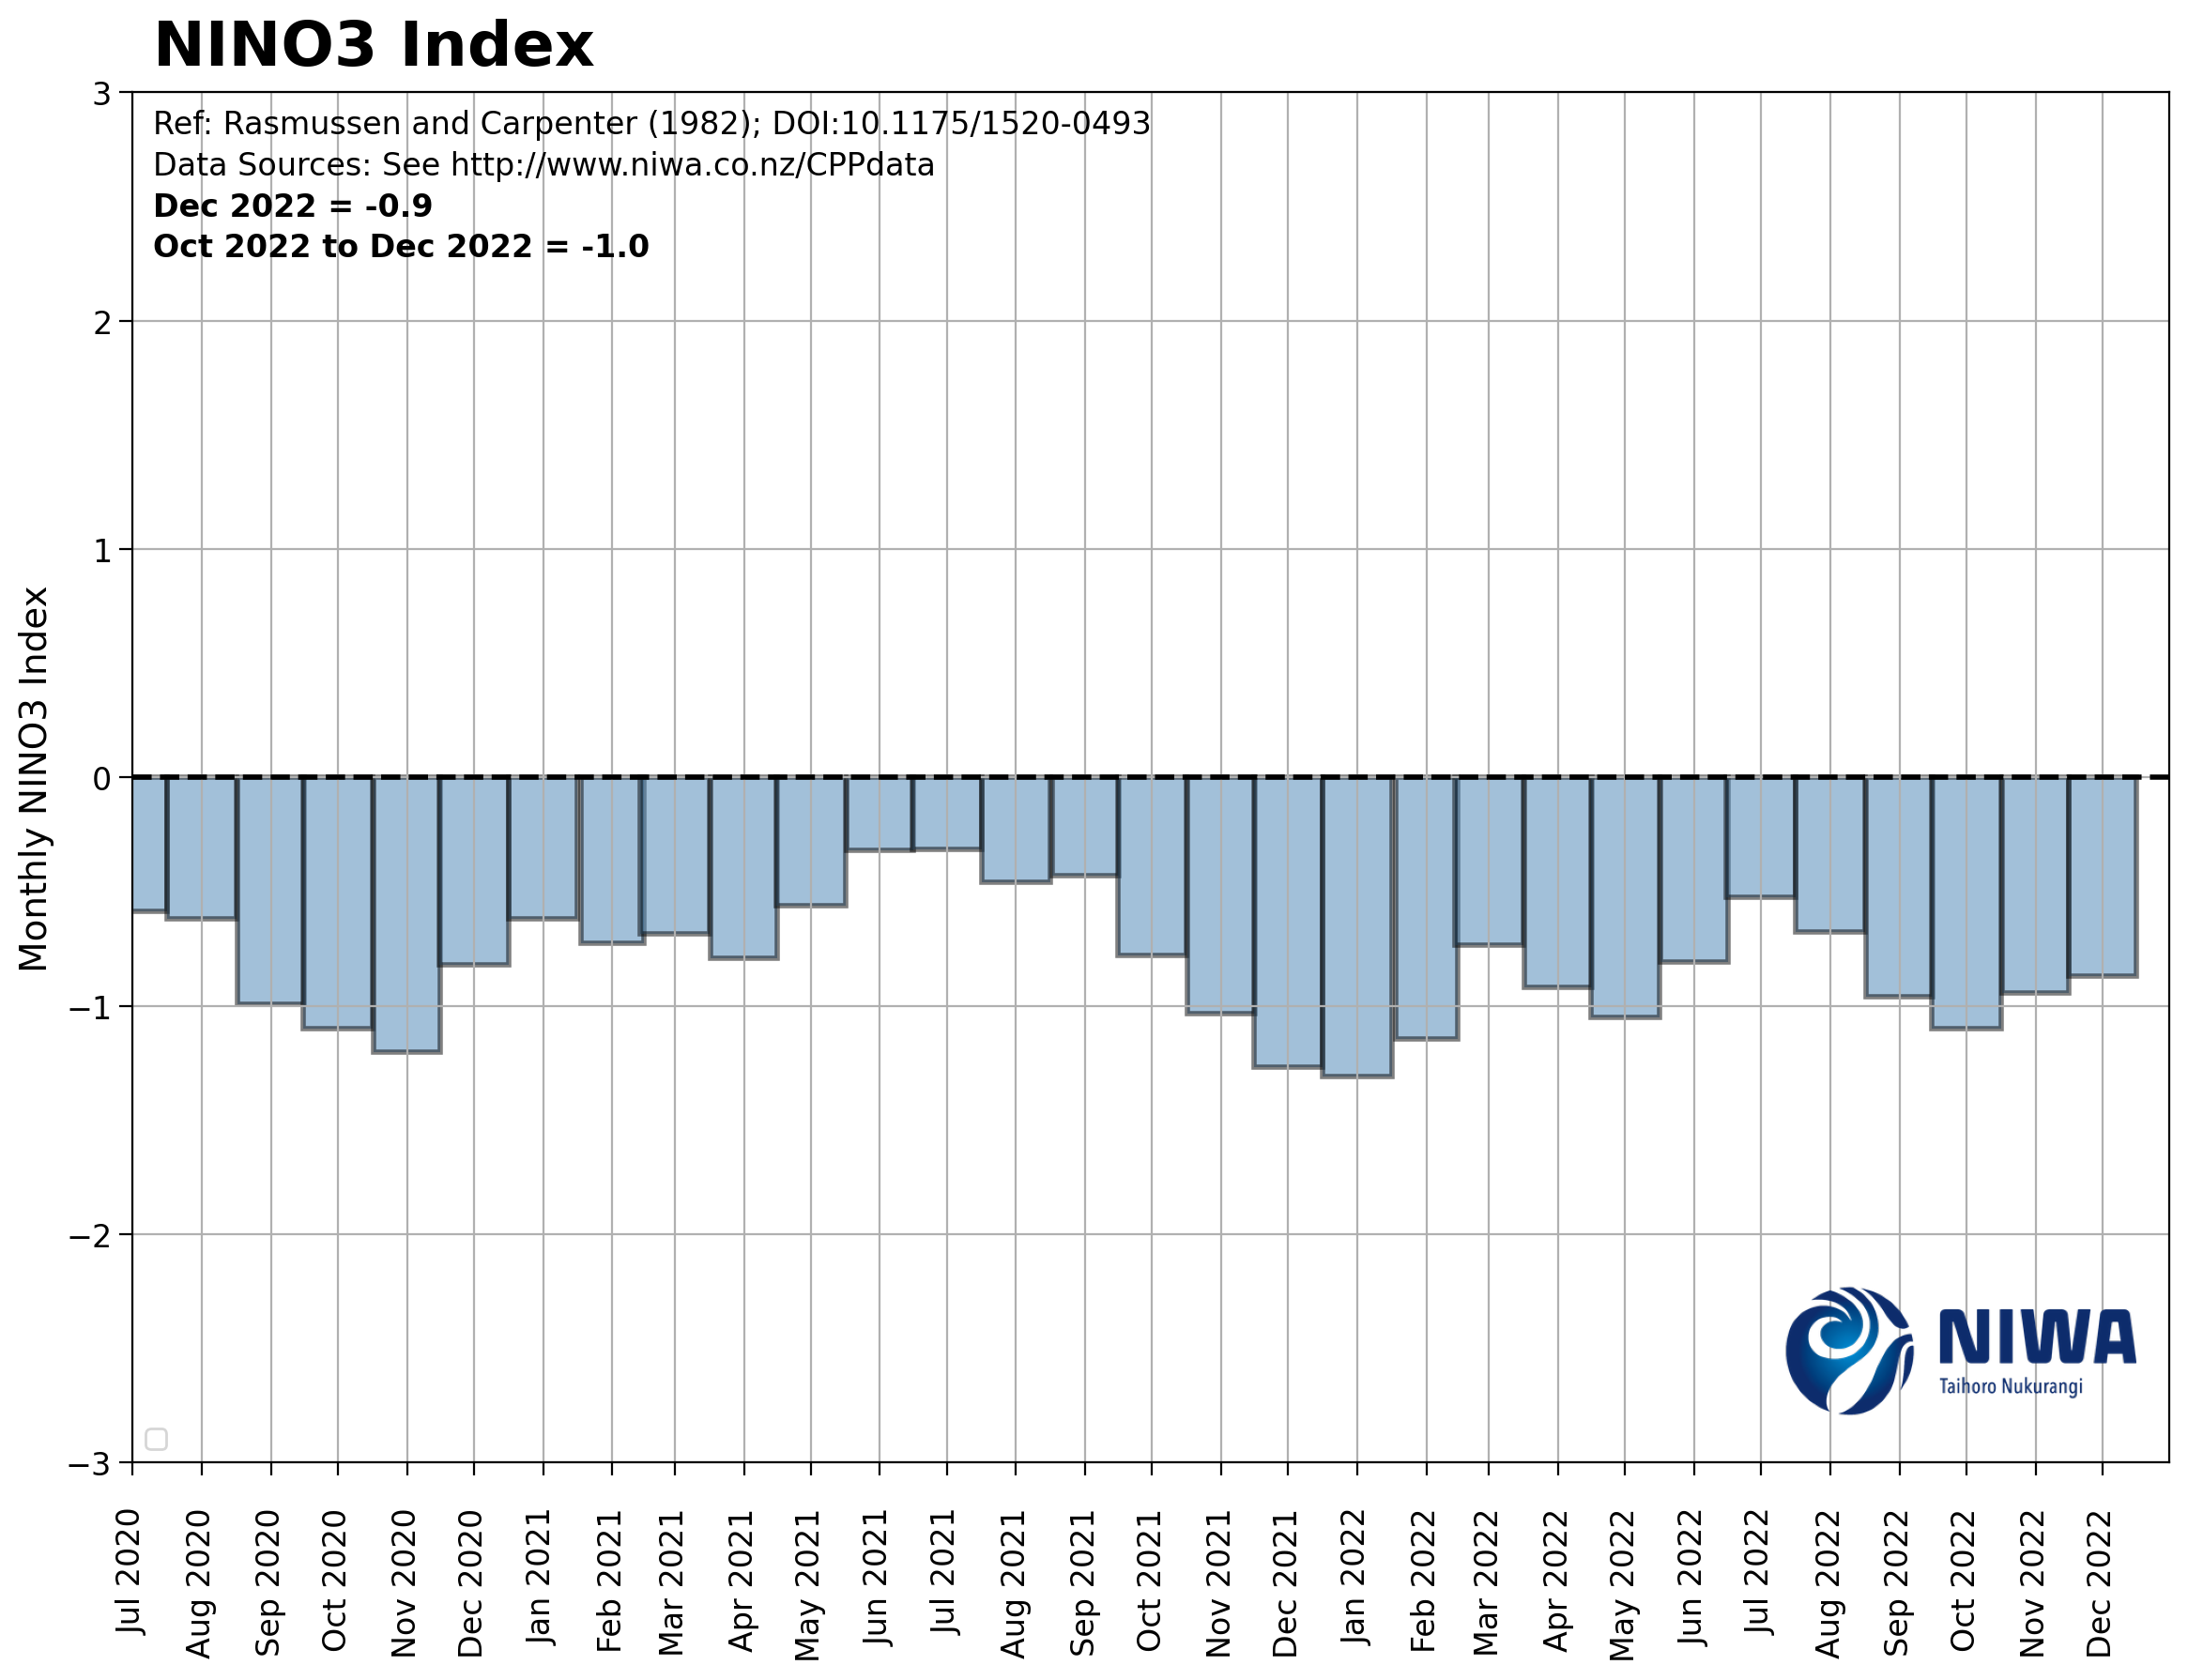 NINO3 Index
Ref: Rasmussen and Carpenter (1982); DOI:10.1175/1520-0493
Data Sources: See http://www.niwa.co.nz/CPPdata
Dec 2022 = -0.9
Oct 2022 to Dec 2022 = -1.0
Monthly NINO3 Index
3
2
1
0
−1
−2
−3
NIWA
Taihoro Nukurangi
Jul 2020
Aug 2020
Sep 2020
Oct 2020
Nov 2020
Dec 2020
Jan 2021
Feb 2021
Mar 2021
Apr 2021
May 2021
Jun 2021
Jul 2021
Aug 2021
Sep 2021
Oct 2021
Nov 2021
Dec 2021
Jan 2022
Feb 2022
Mar 2022
Apr 2022
May 2022
Jun 2022
Jul 2022
Aug 2022
Sep 2022
Oct 2022
Nov 2022
Dec 2022